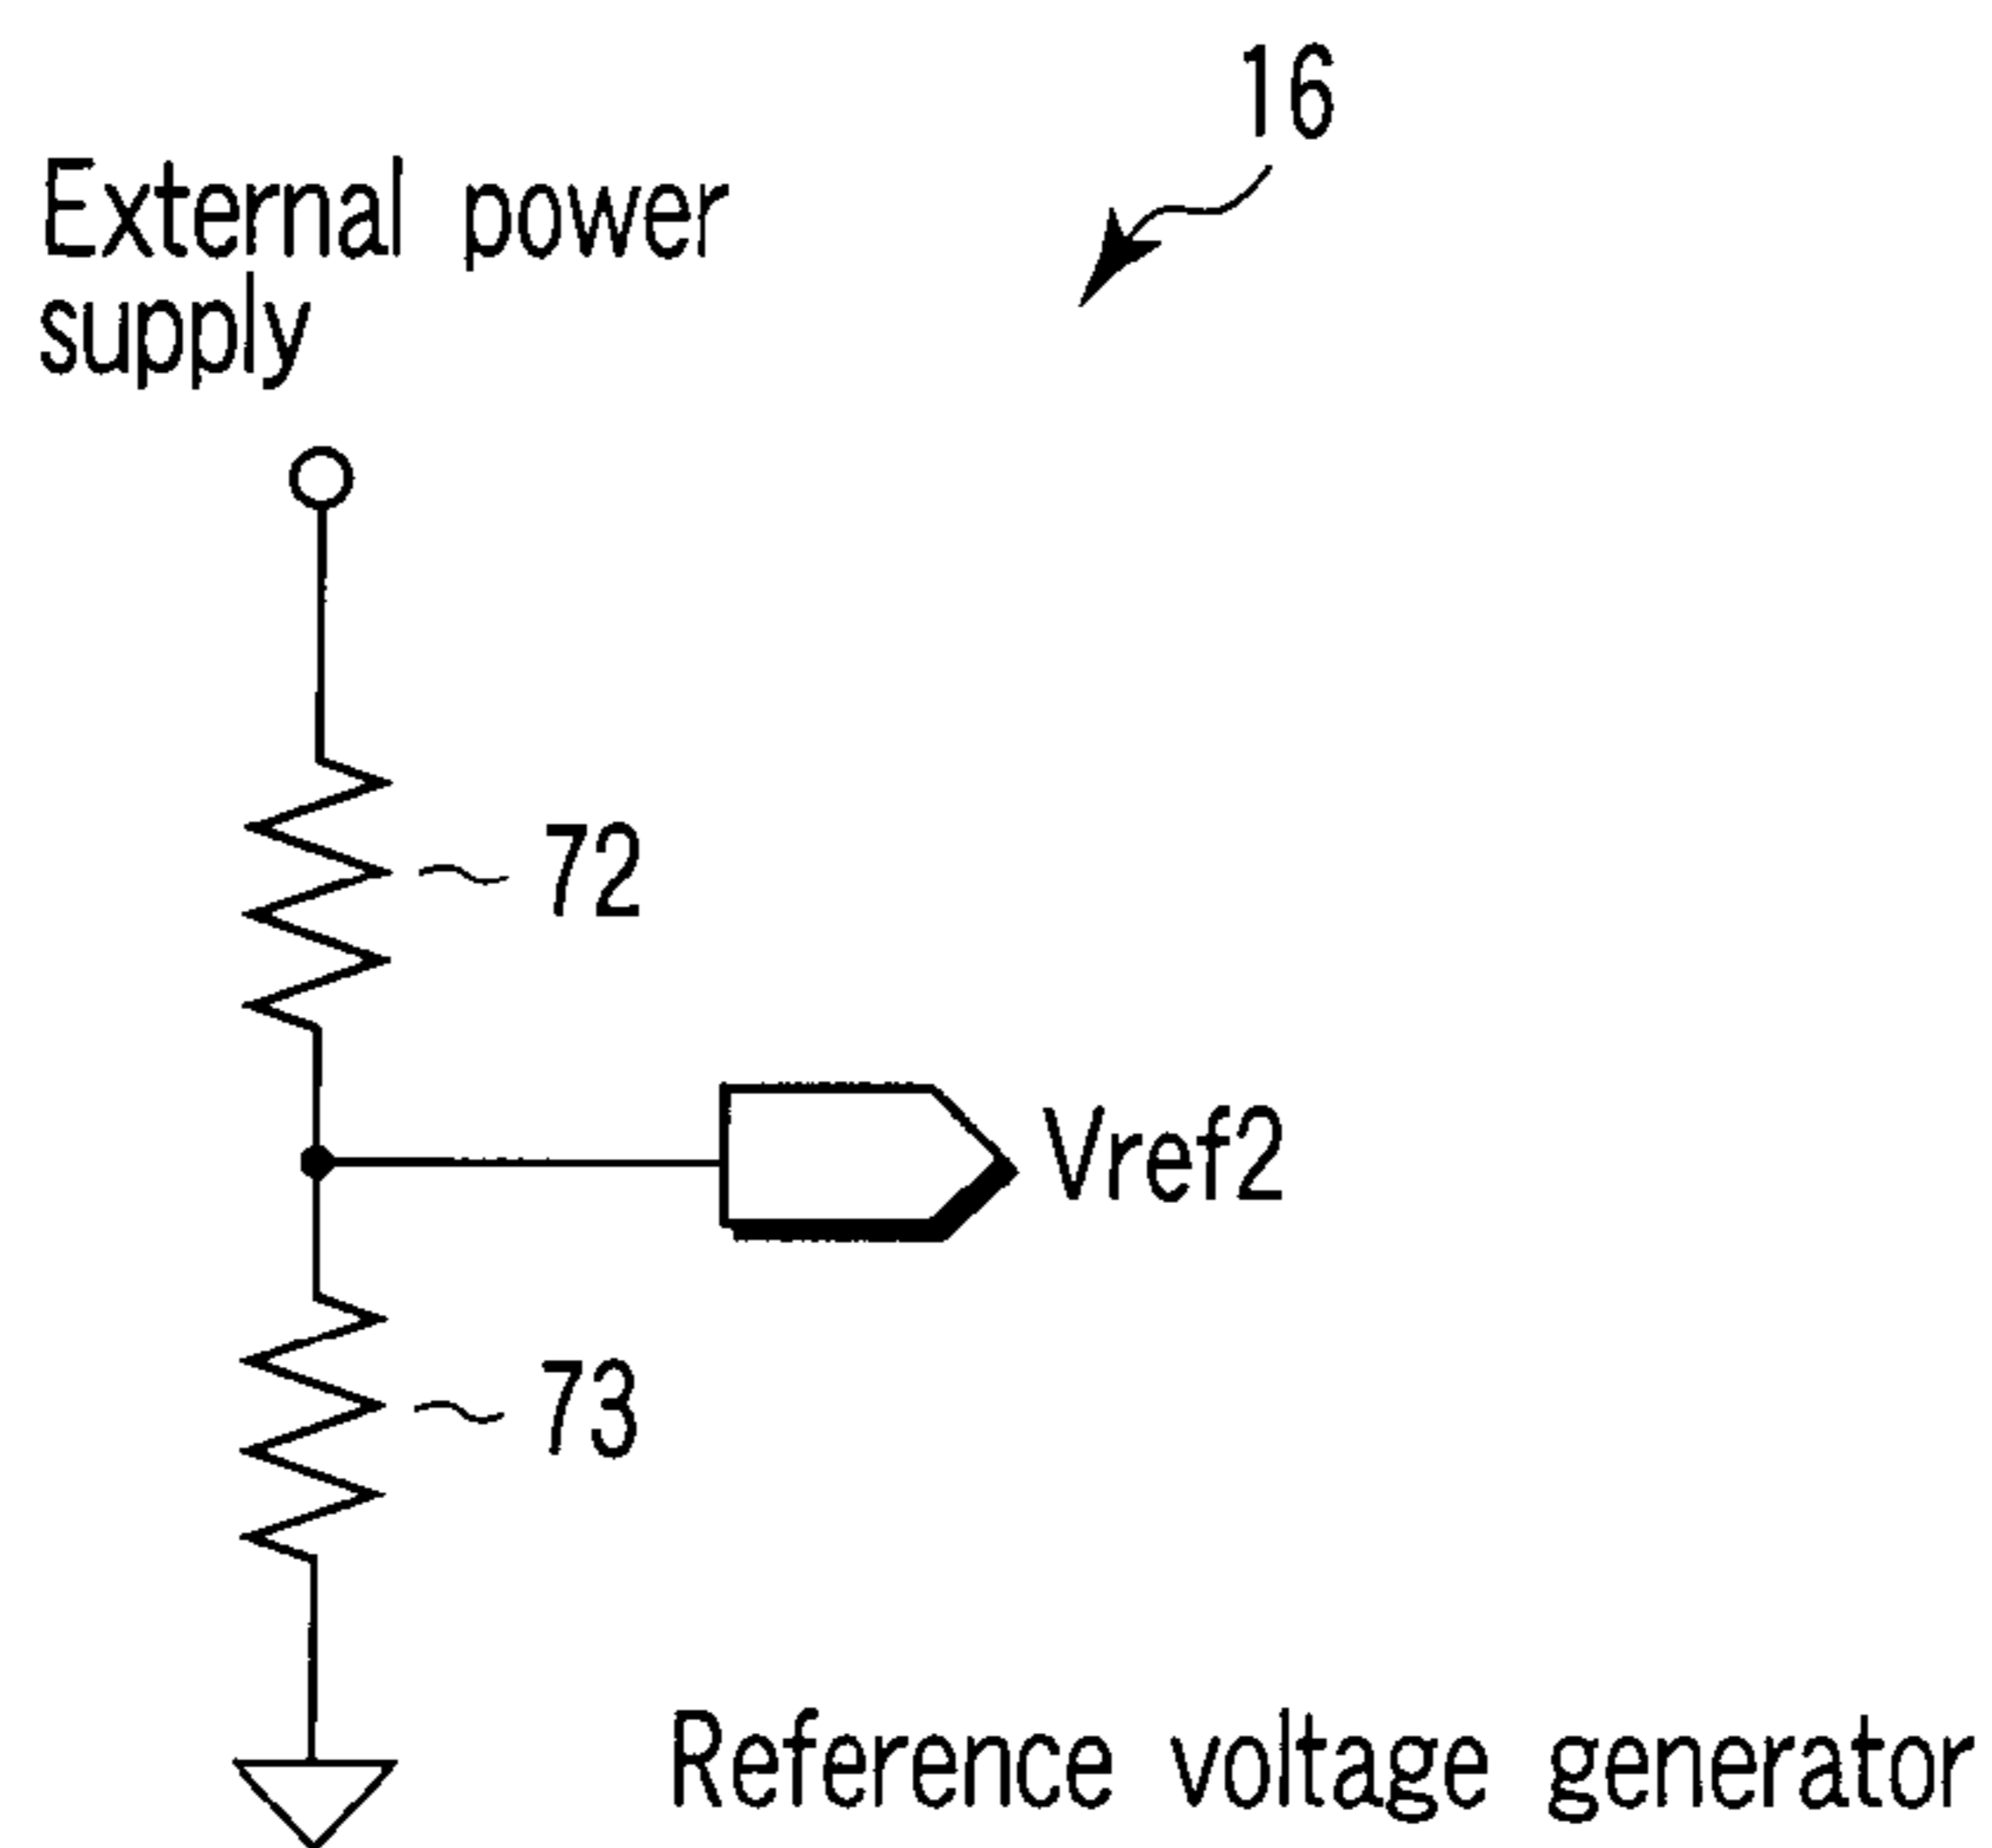 16
External power
supply
72
Vref2
73
Reference voltage generator